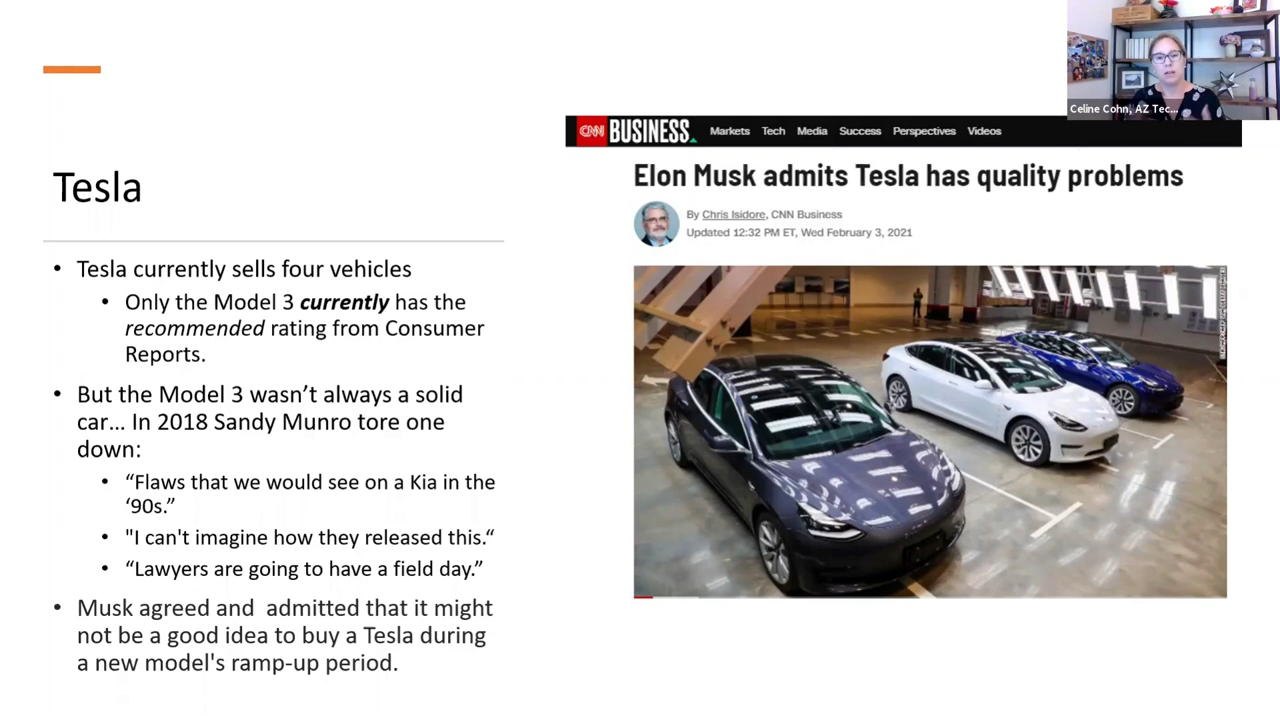 Celine Cohn, AZ Tec...
CNN BUSINESS Markets Tech Media Success Perspectives Videos
Elon Musk admits Tesla has quality problems
By Chris Isidore, CNN Business
Updated 12:32 PM ET, Wed February 3, 2021
Tesla
• Tesla currently sells four vehicles
• Only the Model 3 currently has the
recommended rating from Consumer
Reports.
• But the Model 3 wasn’t always a solid
car… In 2018 Sandy Munro tore one
down:
• “Flaws that we would see on a Kia in the
‘90s.”
• "I can't imagine how they released this.“
• “Lawyers are going to have a field day.”
• Musk agreed and  admitted that it might
not be a good idea to buy a Tesla during
a new model's ramp-up period.